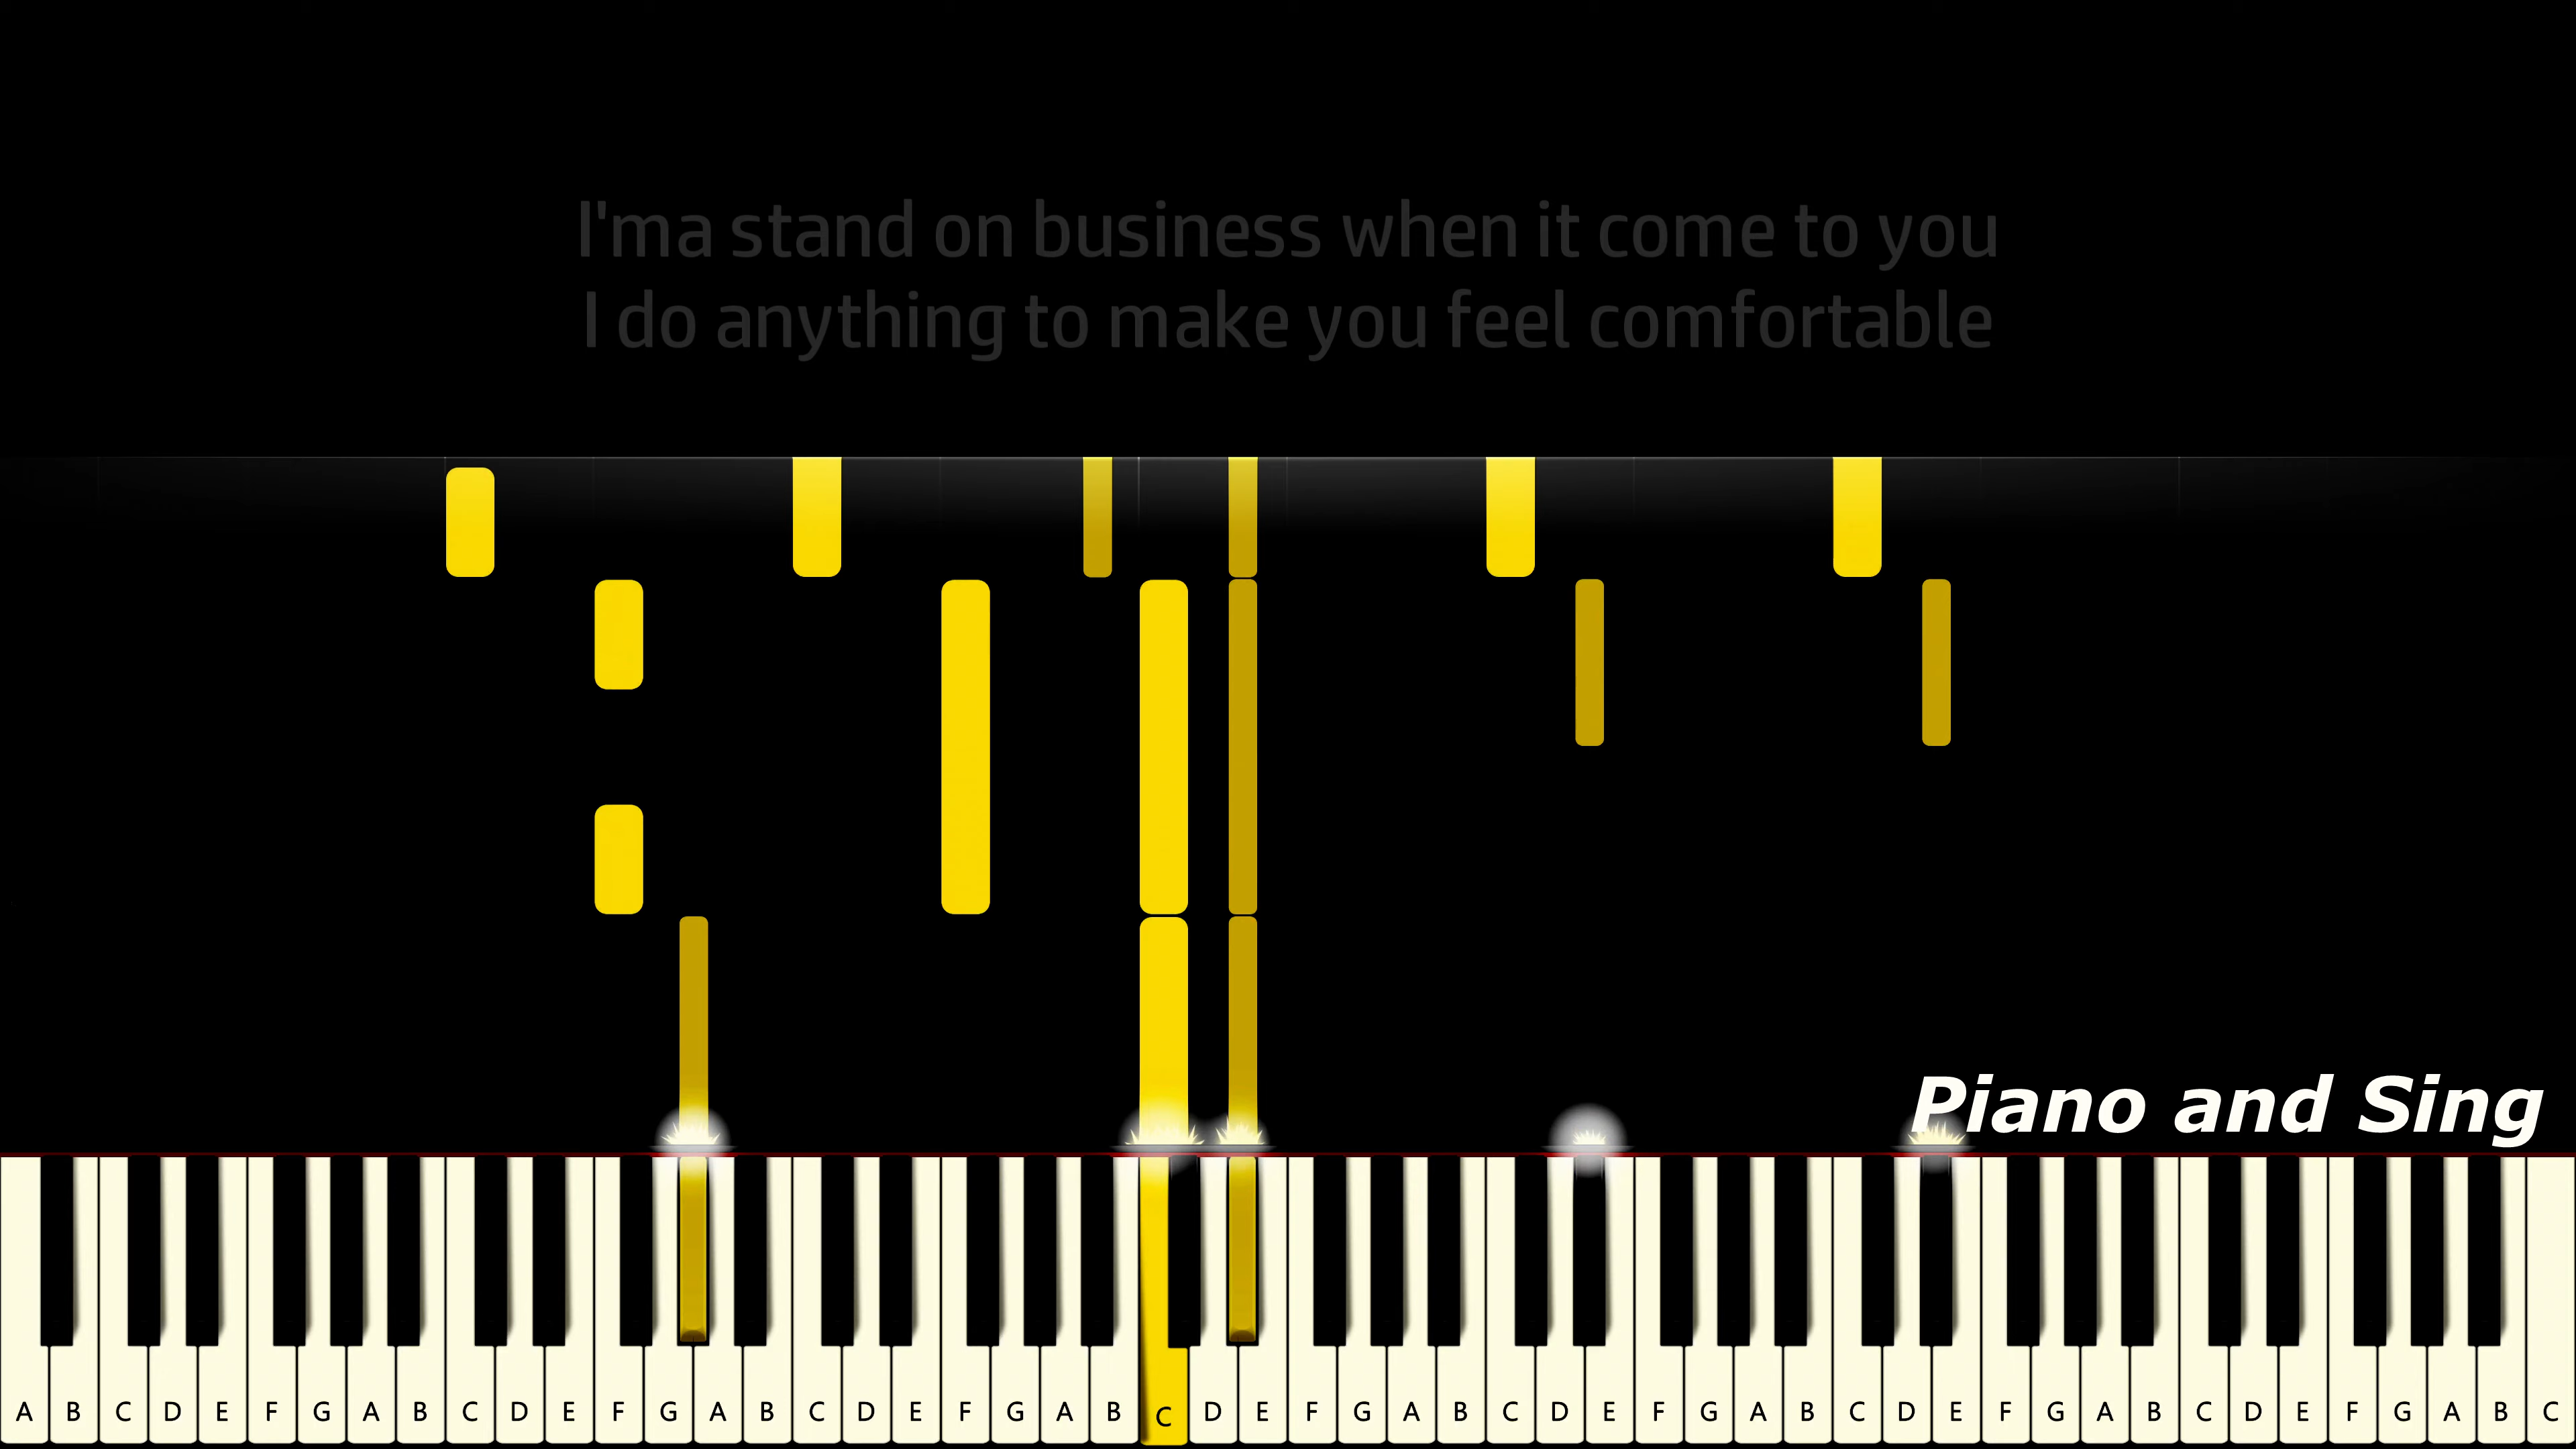 I'ma stand on business when it come to you
I do anything to make you feel comfortable
Piano and Sing
A B C D E F G A B C D E F G A B C D E F G A B C D E F G A B C D E F G A B C D E F G A B C D E F G A B C